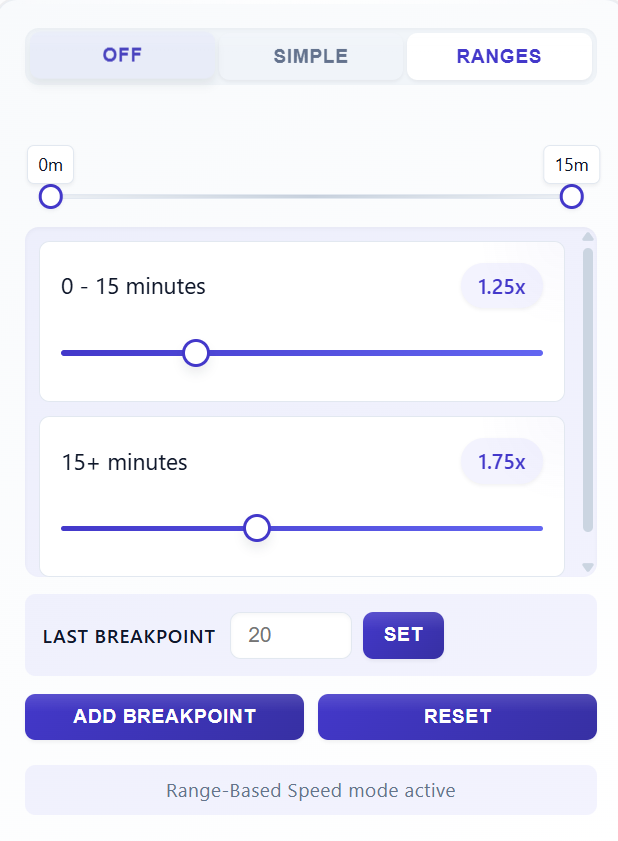 OFF SIMPLE RANGES
0m 15m
0 - 15 minutes 1.25x
15+ minutes 1.75x
LAST BREAKPOINT 20 SET
ADD BREAKPOINT RESET
Range-Based Speed mode active